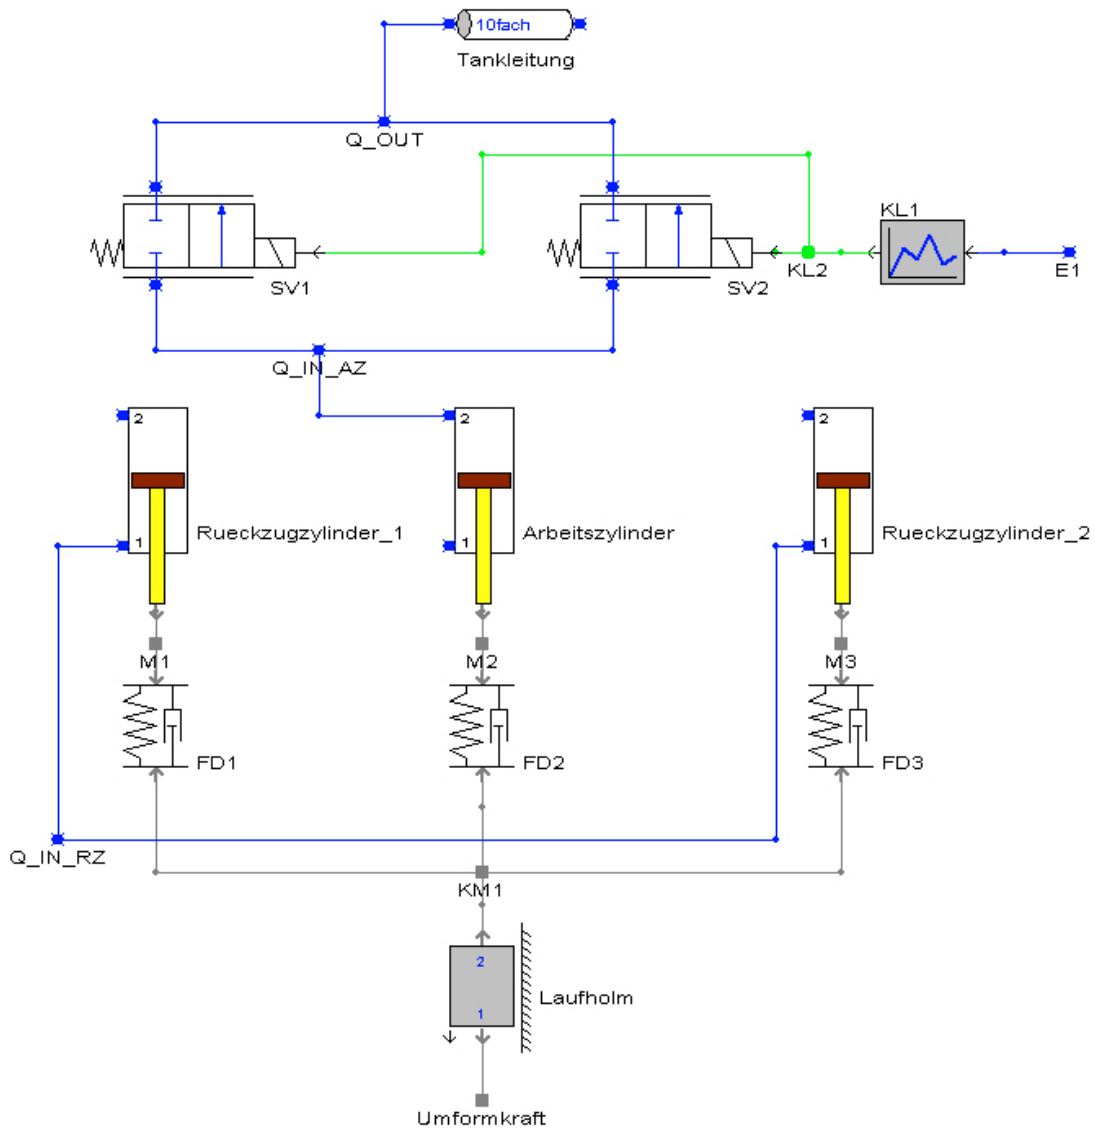 10fach
Tankleitung
Q_OUT
KL1
SV1
SV2
KL2
E1
Q_IN_AZ
2
2
2
Rueckzugzylinder_1
Arbeitszylinder
Rueckzugzylinder_2
1
1
1
M1
M2
M3
FD1
FD2
FD3
Q_IN_RZ
KM1
2
Laufholm
1
Umformkraft